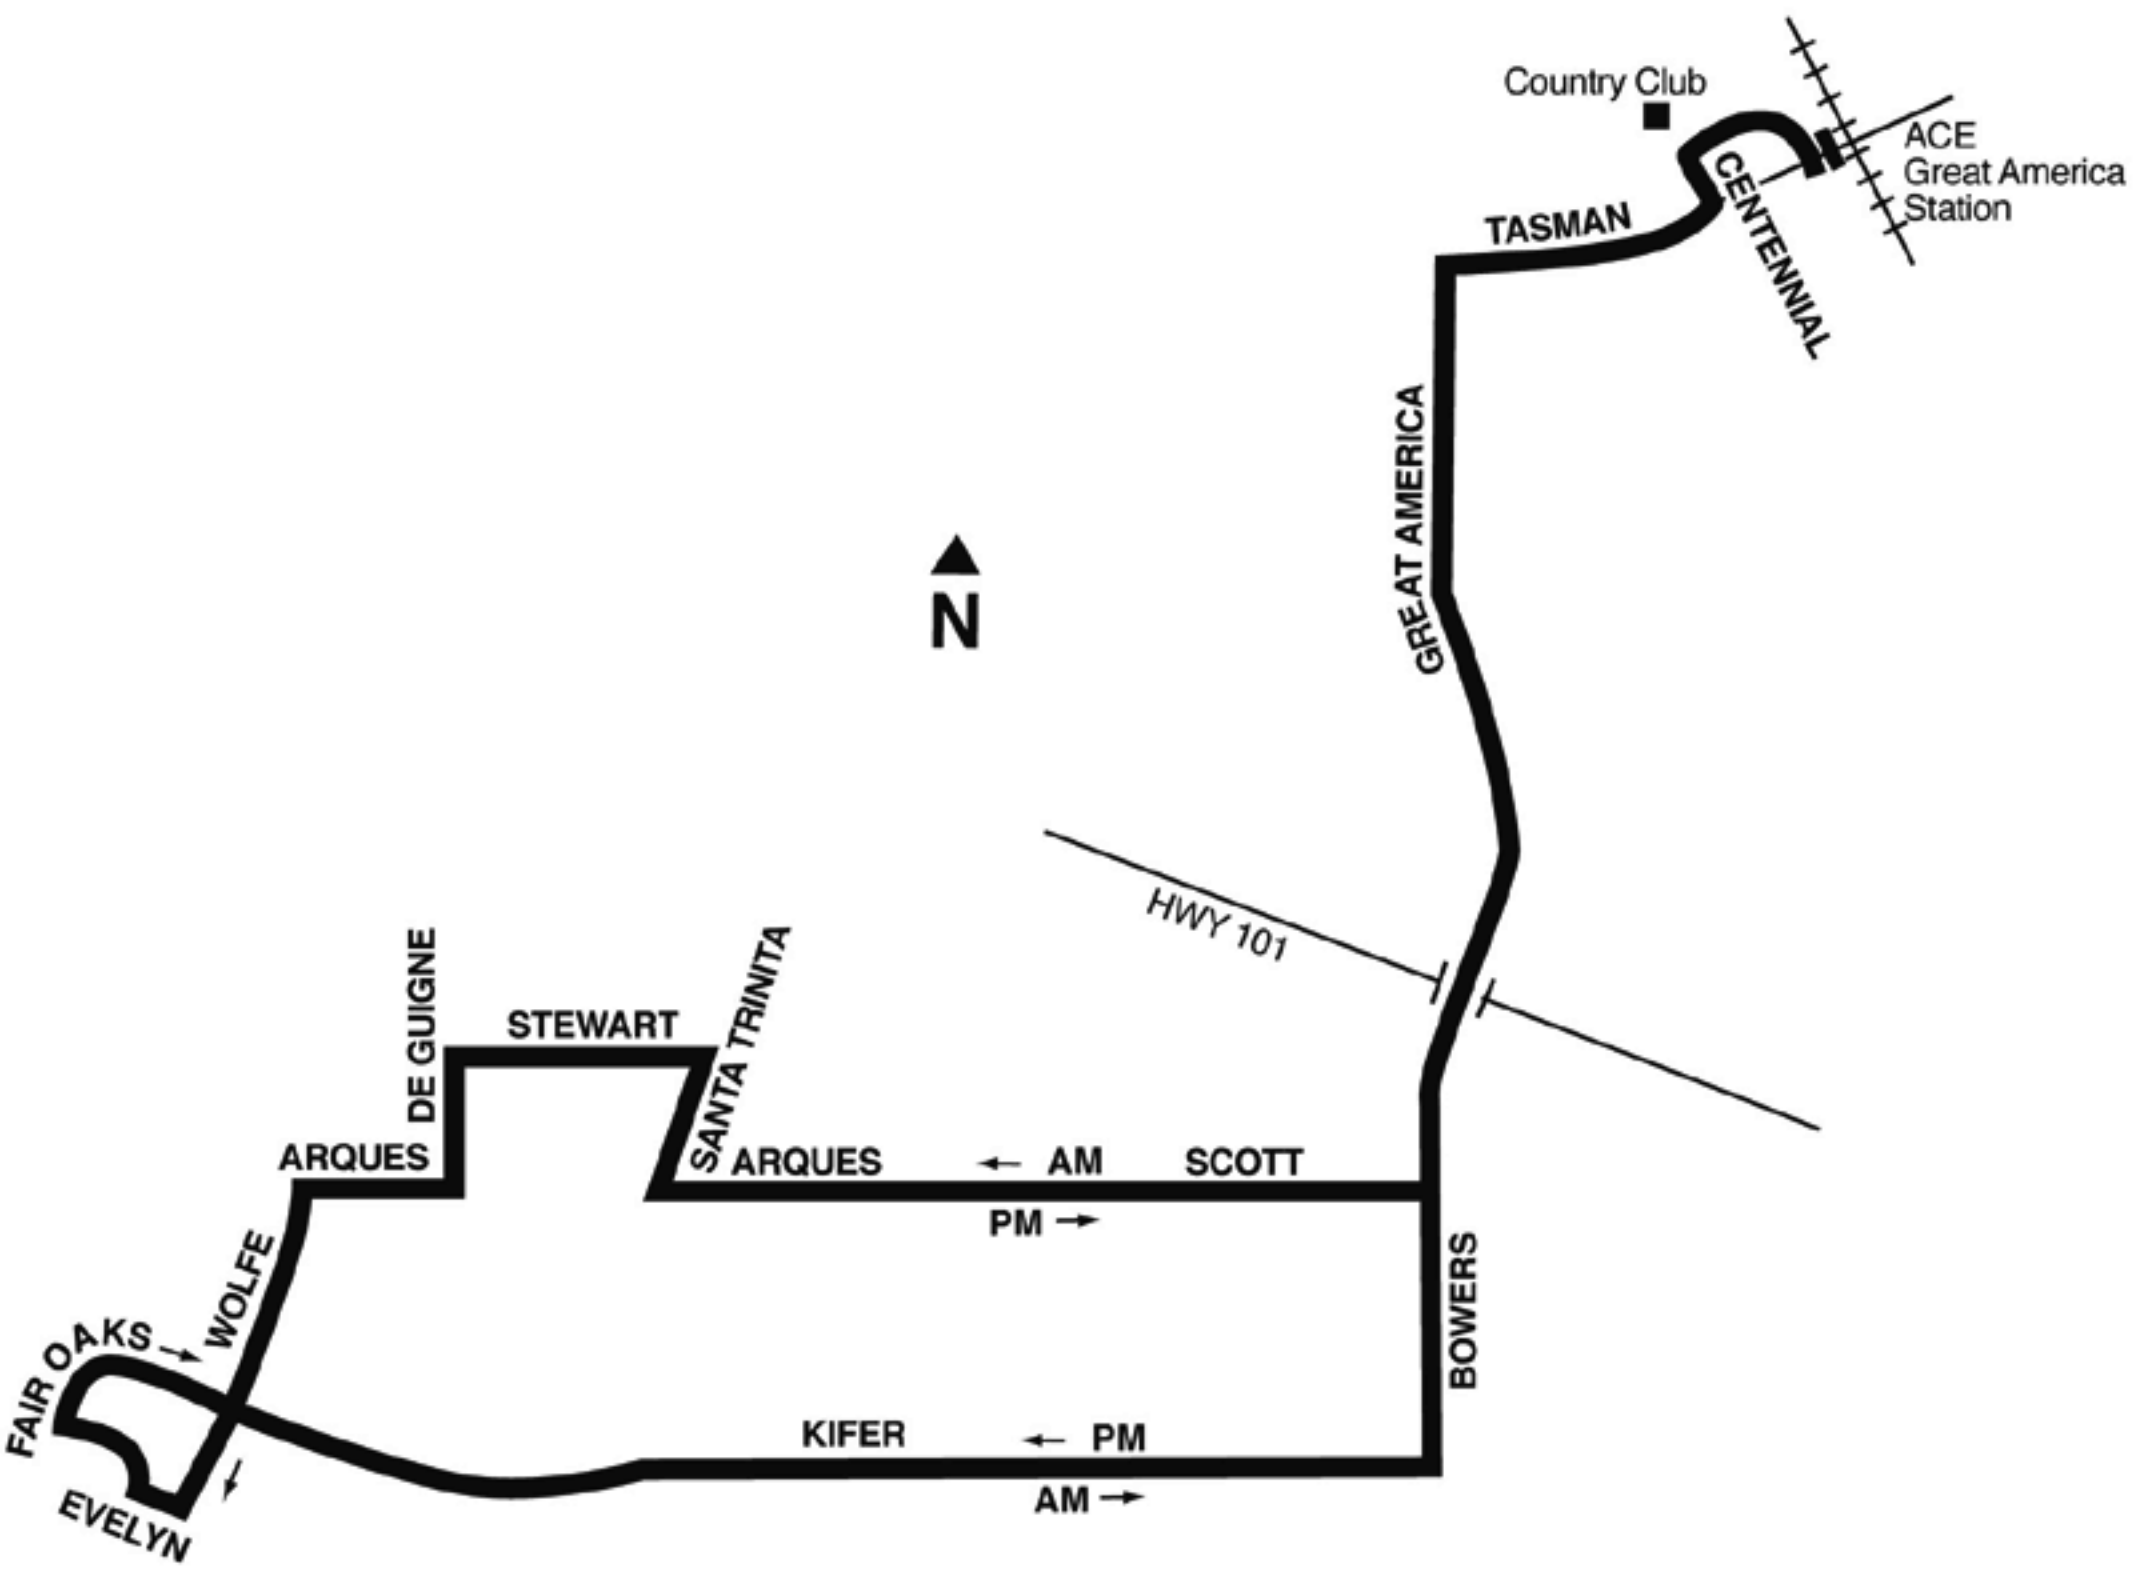 Country Club
ACE
Great America
Station
CENTENNIAL
TASMAN
GREAT AMERICA
N
HWY 101
DE GUIGNE
STEWART
SANTA TRINITA
ARQUES
ARQUES
← AM
SCOTT
PM →
WOLFE
BOWERS
FAIR OAKS →
KIFER
← PM
AM →
EVELYN